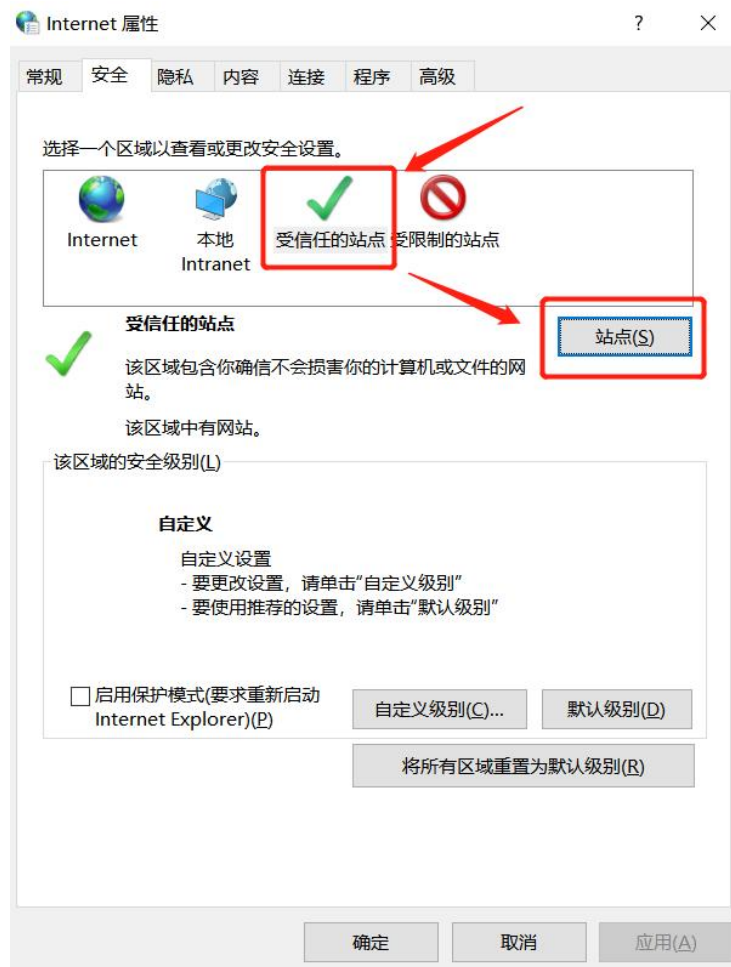 Internet 属性
常规 安全 隐私 内容 连接 程序 高级
选择一个区域以查看或更改安全设置。
Internet
本地
Intranet
受信任的站点
受限制的站点
受信任的站点
站点(S)
该区域包含你确信不会损害你的计算机或文件的网
站。
该区域中有网站。
该区域的安全级别(L)
自定义
自定义设置
- 要更改设置，请单击“自定义级别”
- 要使用推荐的设置，请单击“默认级别”
启用保护模式(要求重新启动
Internet Explorer)(P)
自定义级别(C)...
默认级别(D)
将所有区域重置为默认级别(R)
确定 取消 应用(A)